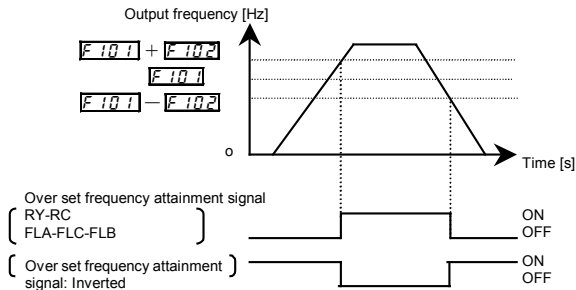 Output frequency [Hz]
F101 + F102
F101
F101 − F102
o
Time [s]
Over set frequency attainment signal
RY-RC
FLA-FLC-FLB
ON
OFF
Over set frequency attainment
signal: Inverted
ON
OFF